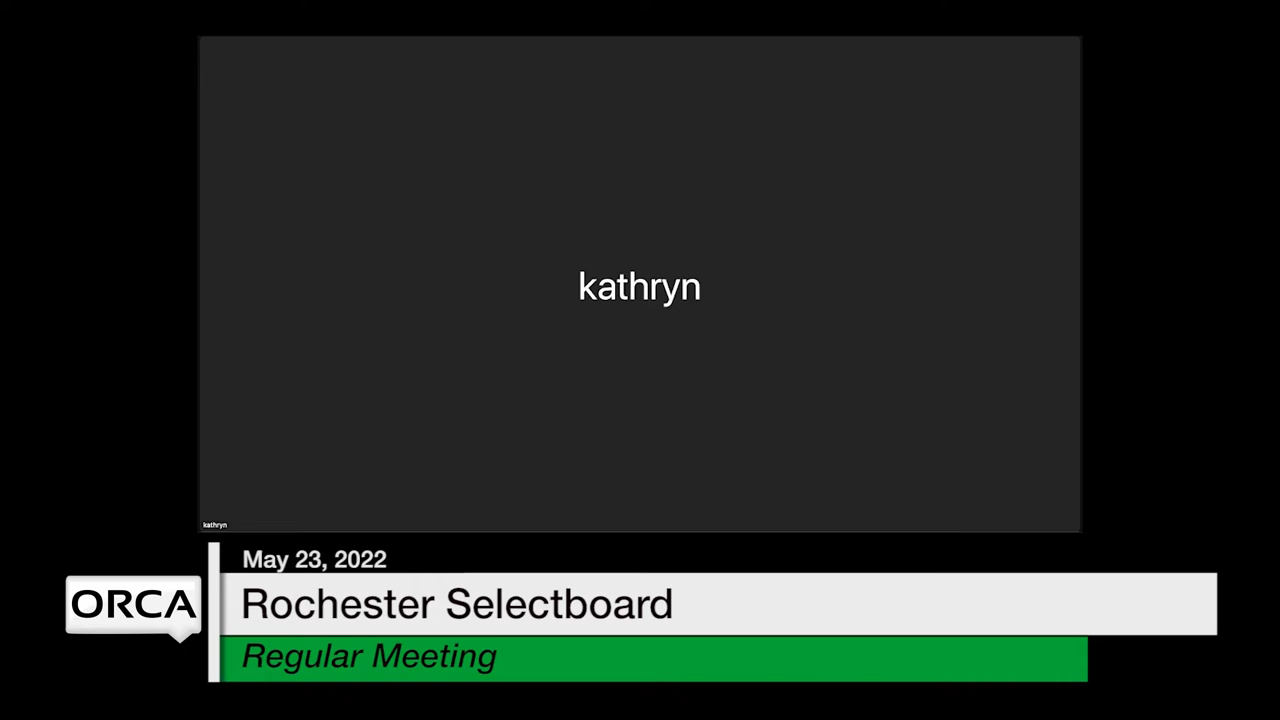 kathryn
kathryn
May 23, 2022
ORCA
Rochester Selectboard
Regular Meeting